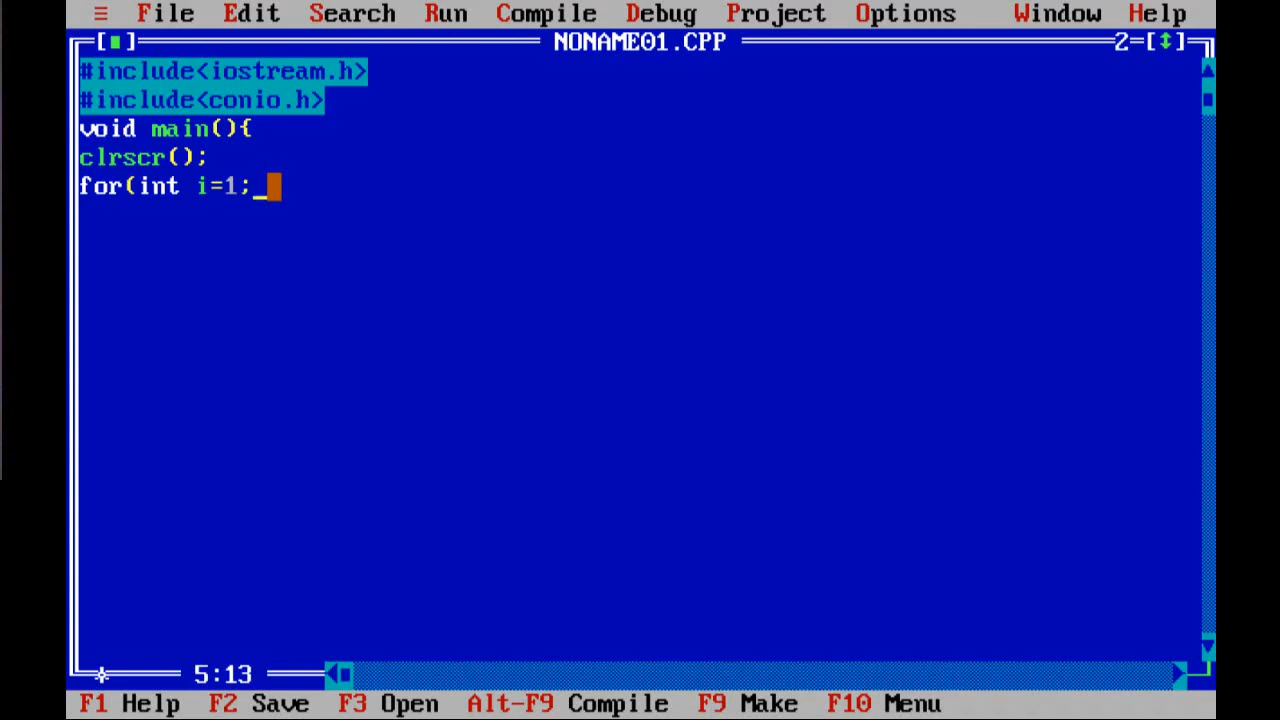 ≡ File Edit Search Run Compile Debug Project Options Window Help
[■] NONAME01.CPP 2=[↕]
#include<iostream.h>
#include<conio.h>
void main(){
clrscr();
for(int i=1;_
5:13
F1 Help F2 Save F3 Open Alt-F9 Compile F9 Make F10 Menu